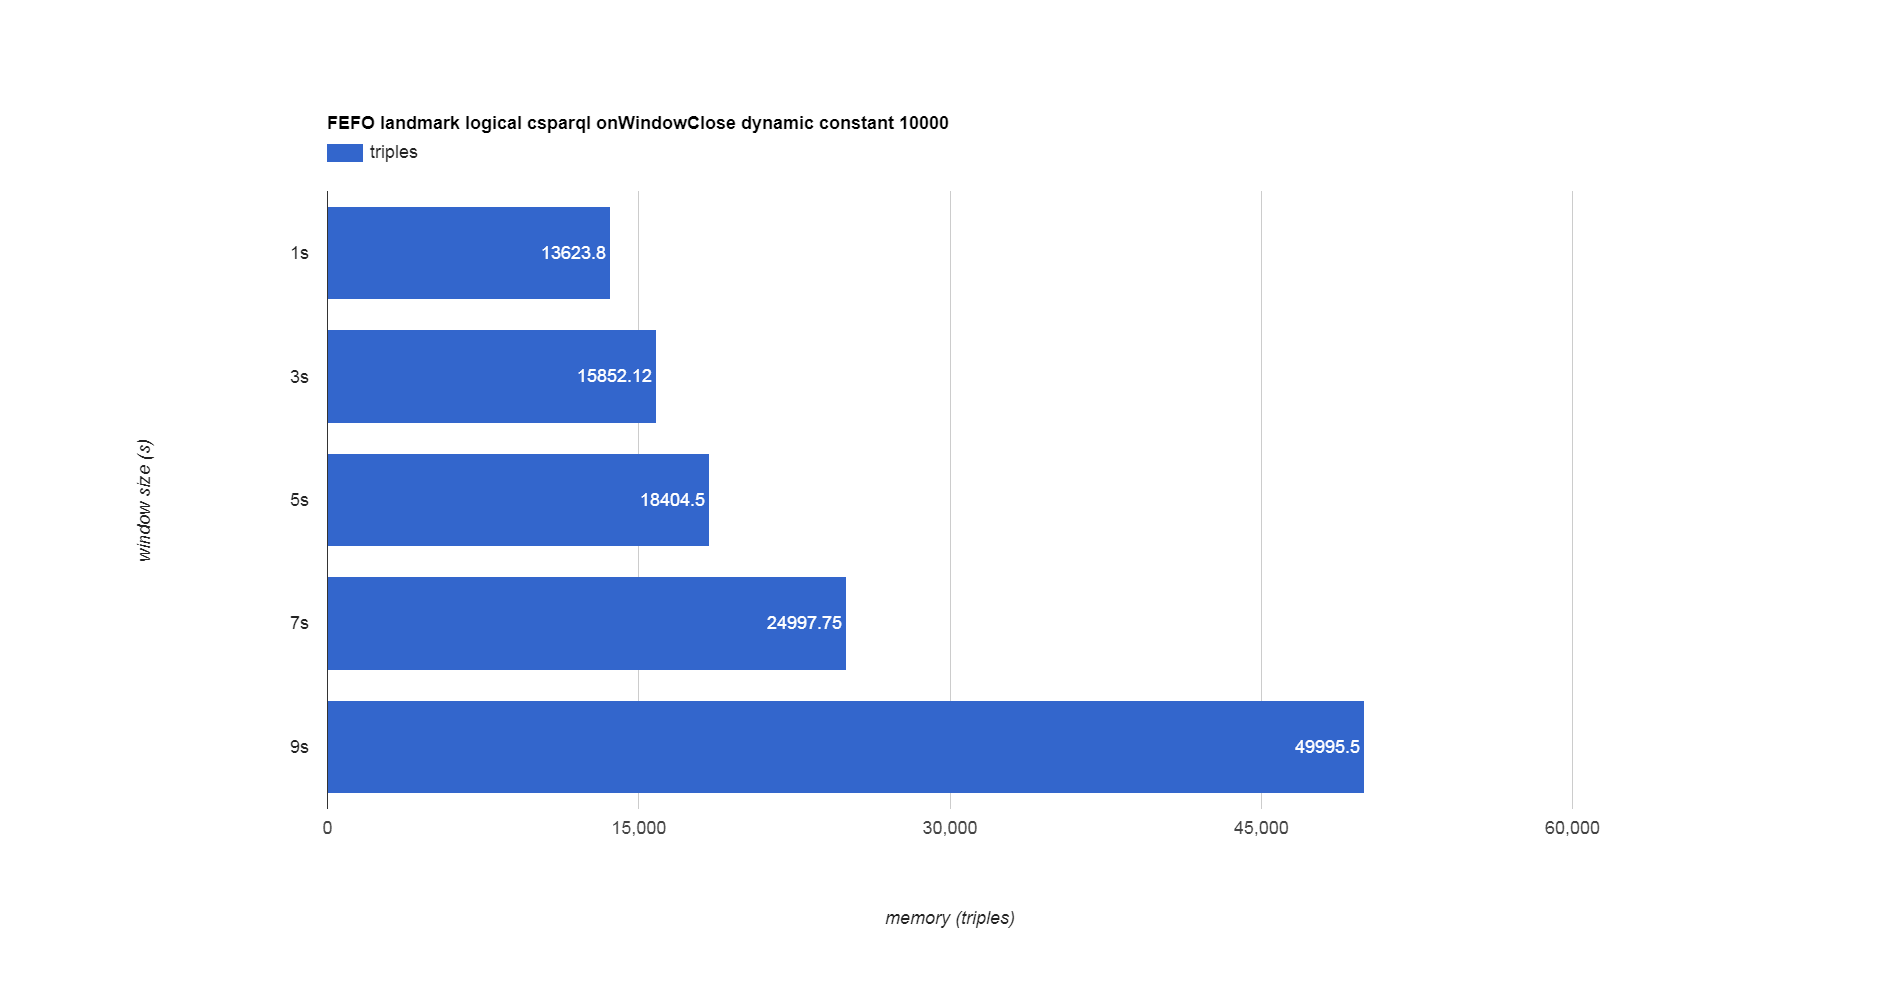 FEFO landmark logical csparql onWindowClose dynamic constant 10000
triples
1s
13623.8
3s
15852.12
5s
18404.5
7s
24997.75
9s
49995.5
window size (s)
0
15,000
30,000
45,000
60,000
memory (triples)